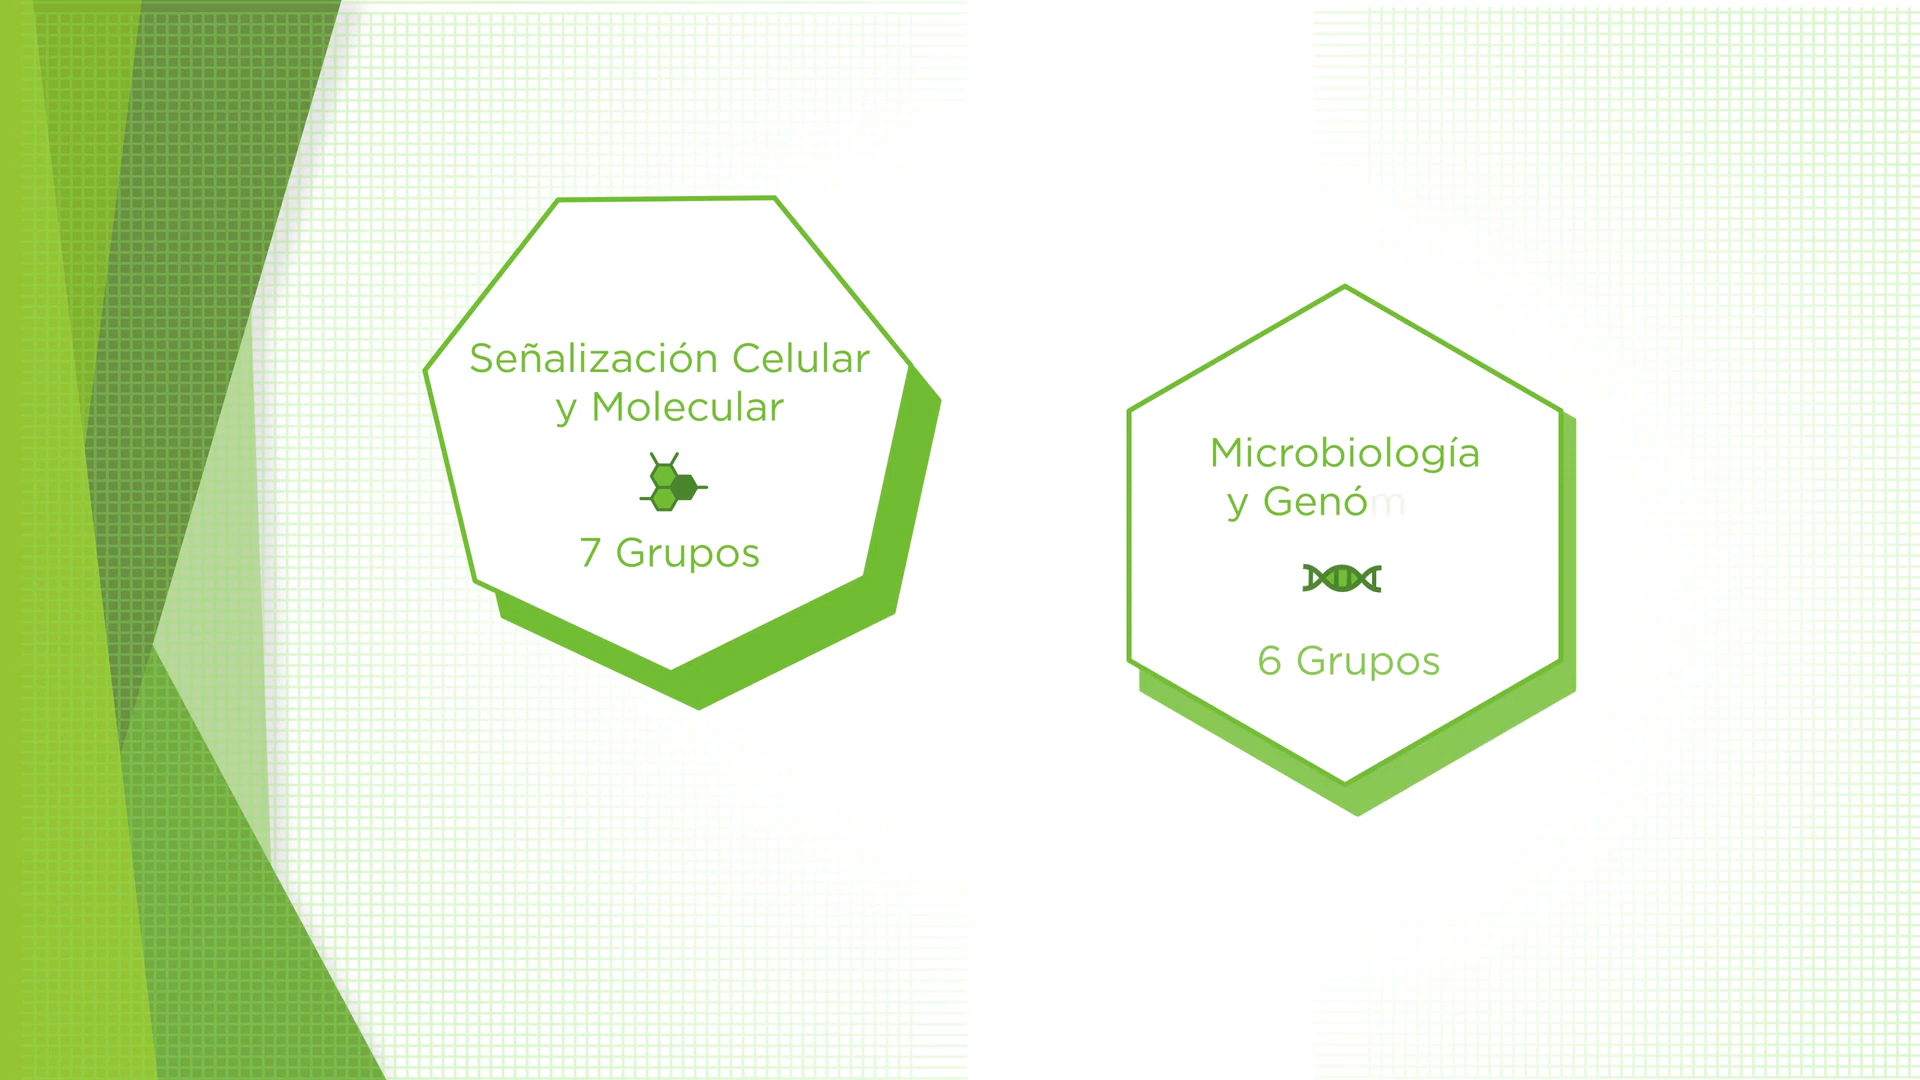 Señalización Celular
y Molecular
7 Grupos
Microbiología
y Genóm
6 Grupos